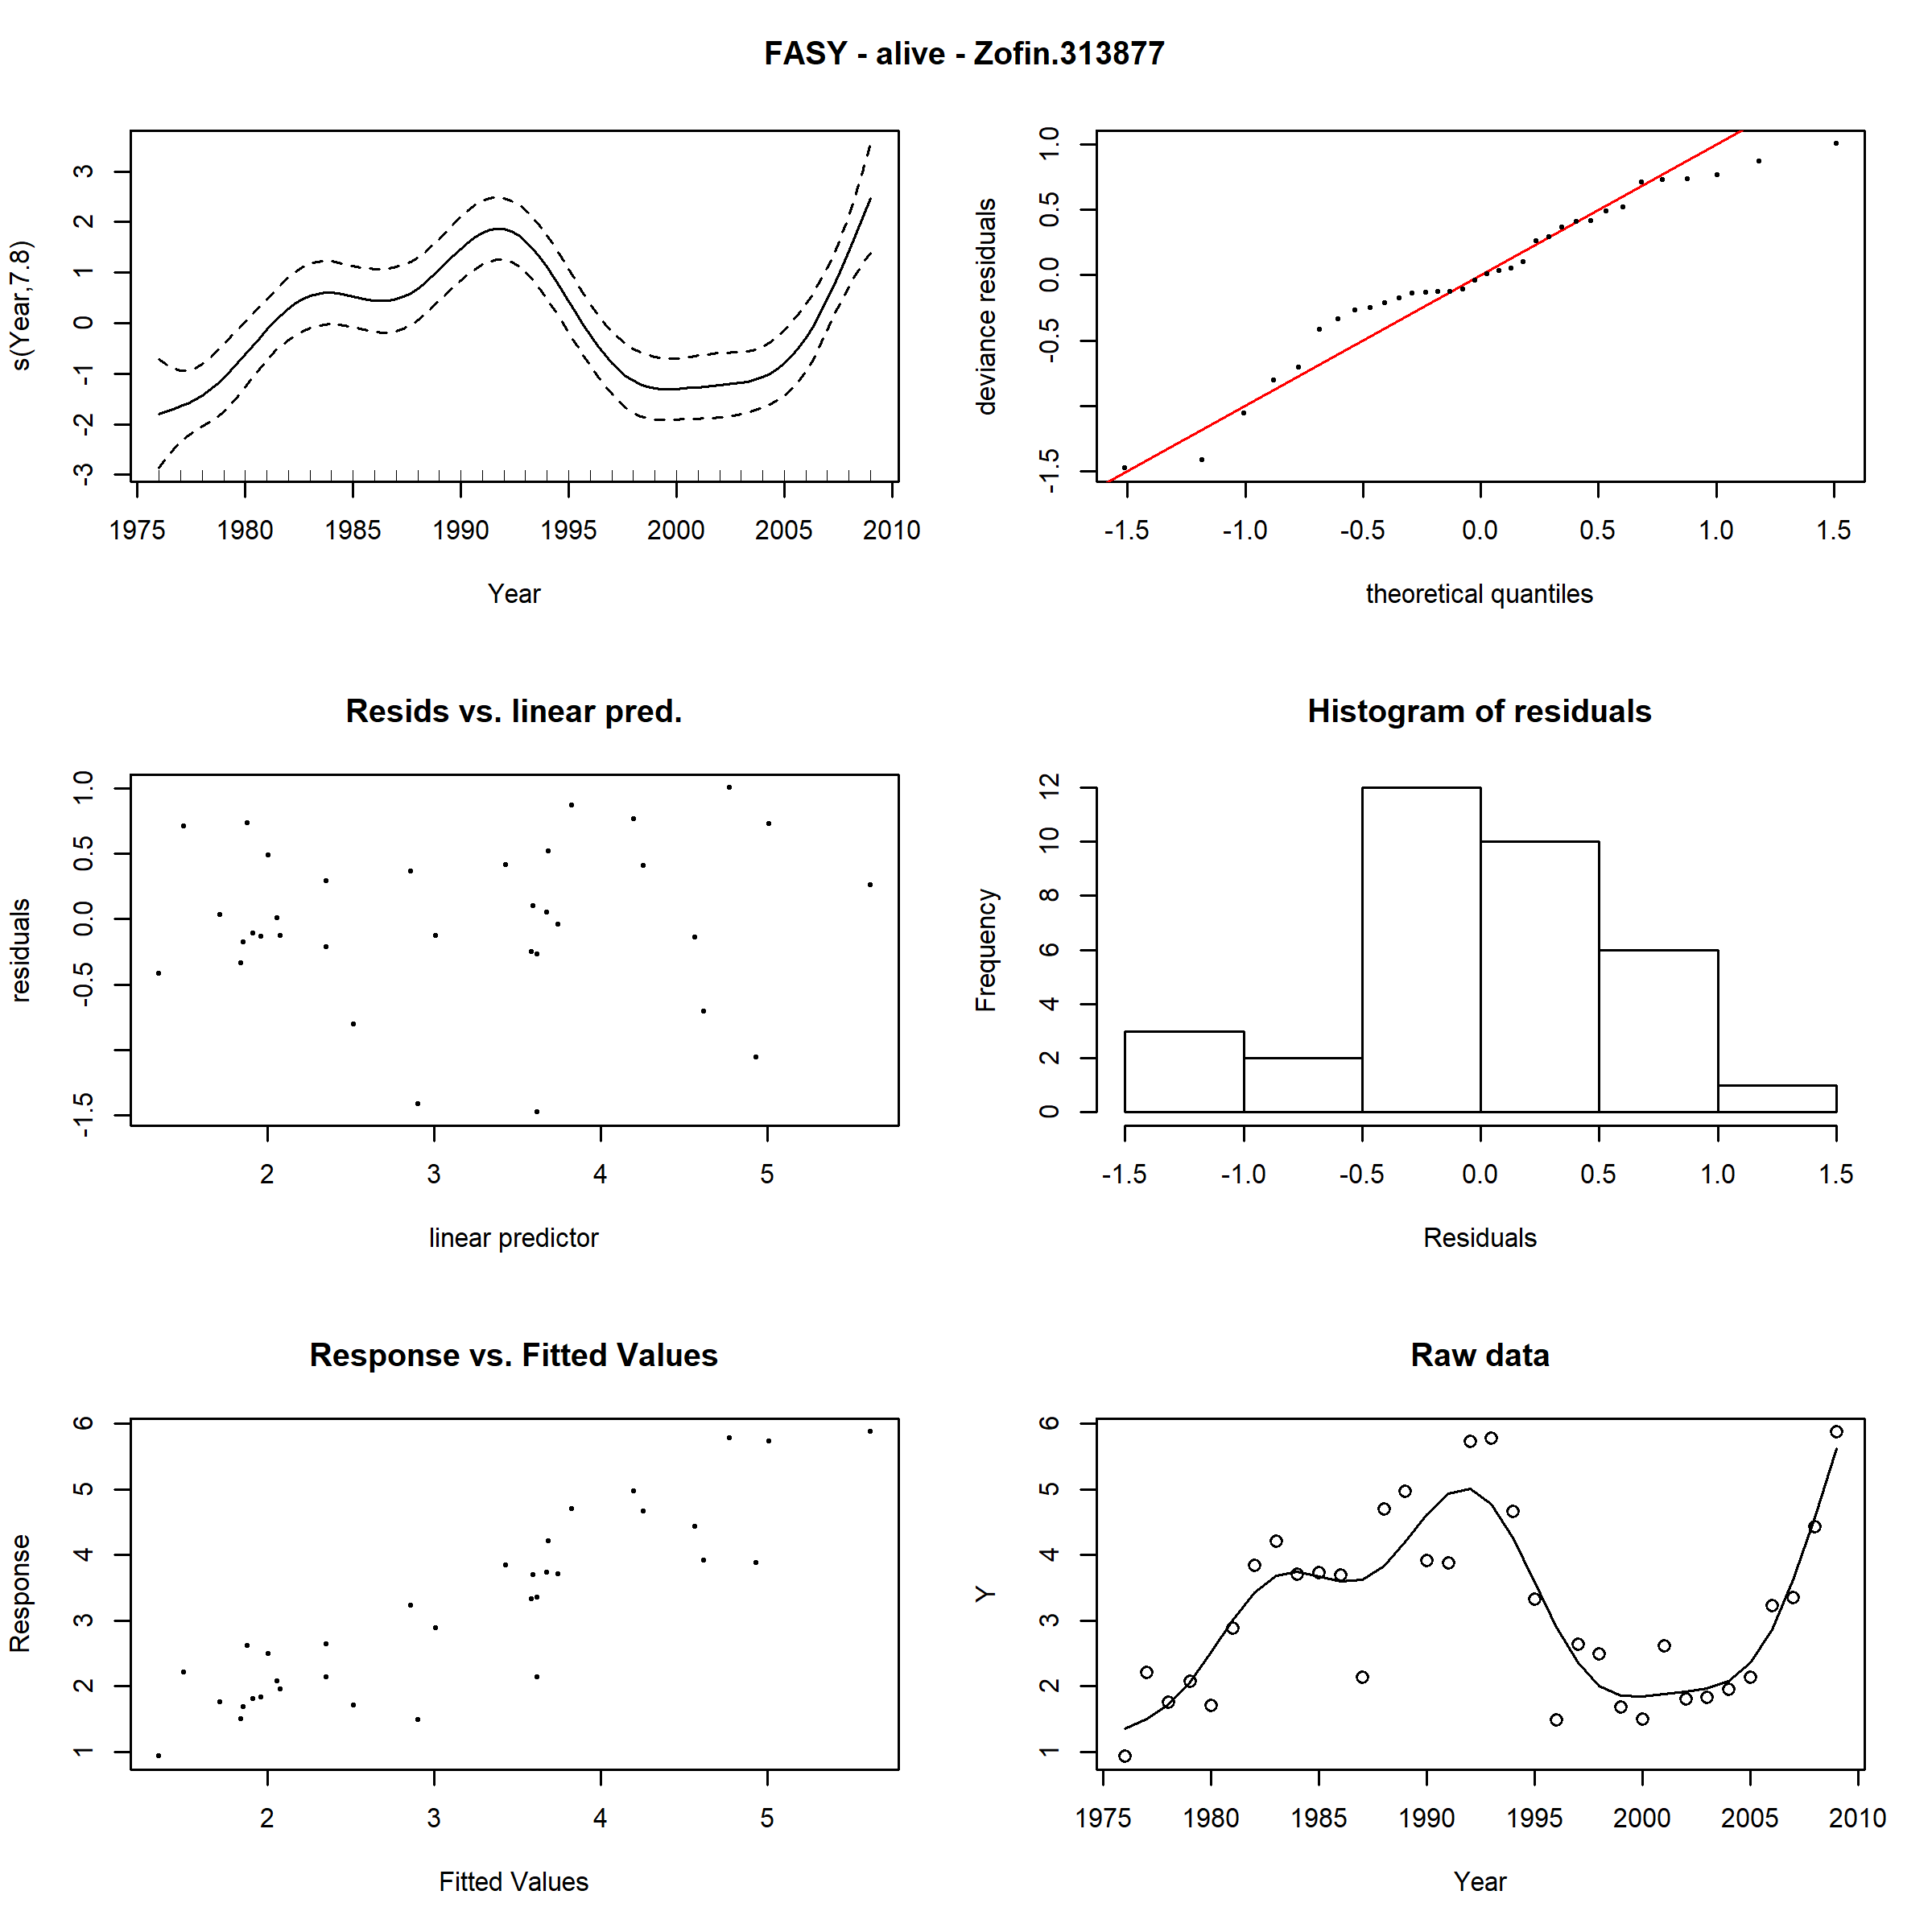 FASY - alive - Zofin.313877
s(Year,7.8)
3
2
1
0
-1
-2
-3
1975 1980 1985 1990 1995 2000 2005 2010
Year
deviance residuals
1.0
0.5
0.0
-0.5
-1.5
-1.5 -1.0 -0.5 0.0 0.5 1.0 1.5
theoretical quantiles
Resids vs. linear pred.
residuals
1.0
0.5
0.0
-0.5
-1.5
2 3 4 5
linear predictor
Histogram of residuals
Frequency
12
10
8
6
4
2
0
-1.5 -1.0 -0.5 0.0 0.5 1.0 1.5
Residuals
Response vs. Fitted Values
Response
6
5
4
3
2
1
2 3 4 5
Fitted Values
Raw data
Y
6
5
4
3
2
1
1975 1980 1985 1990 1995 2000 2005 2010
Year